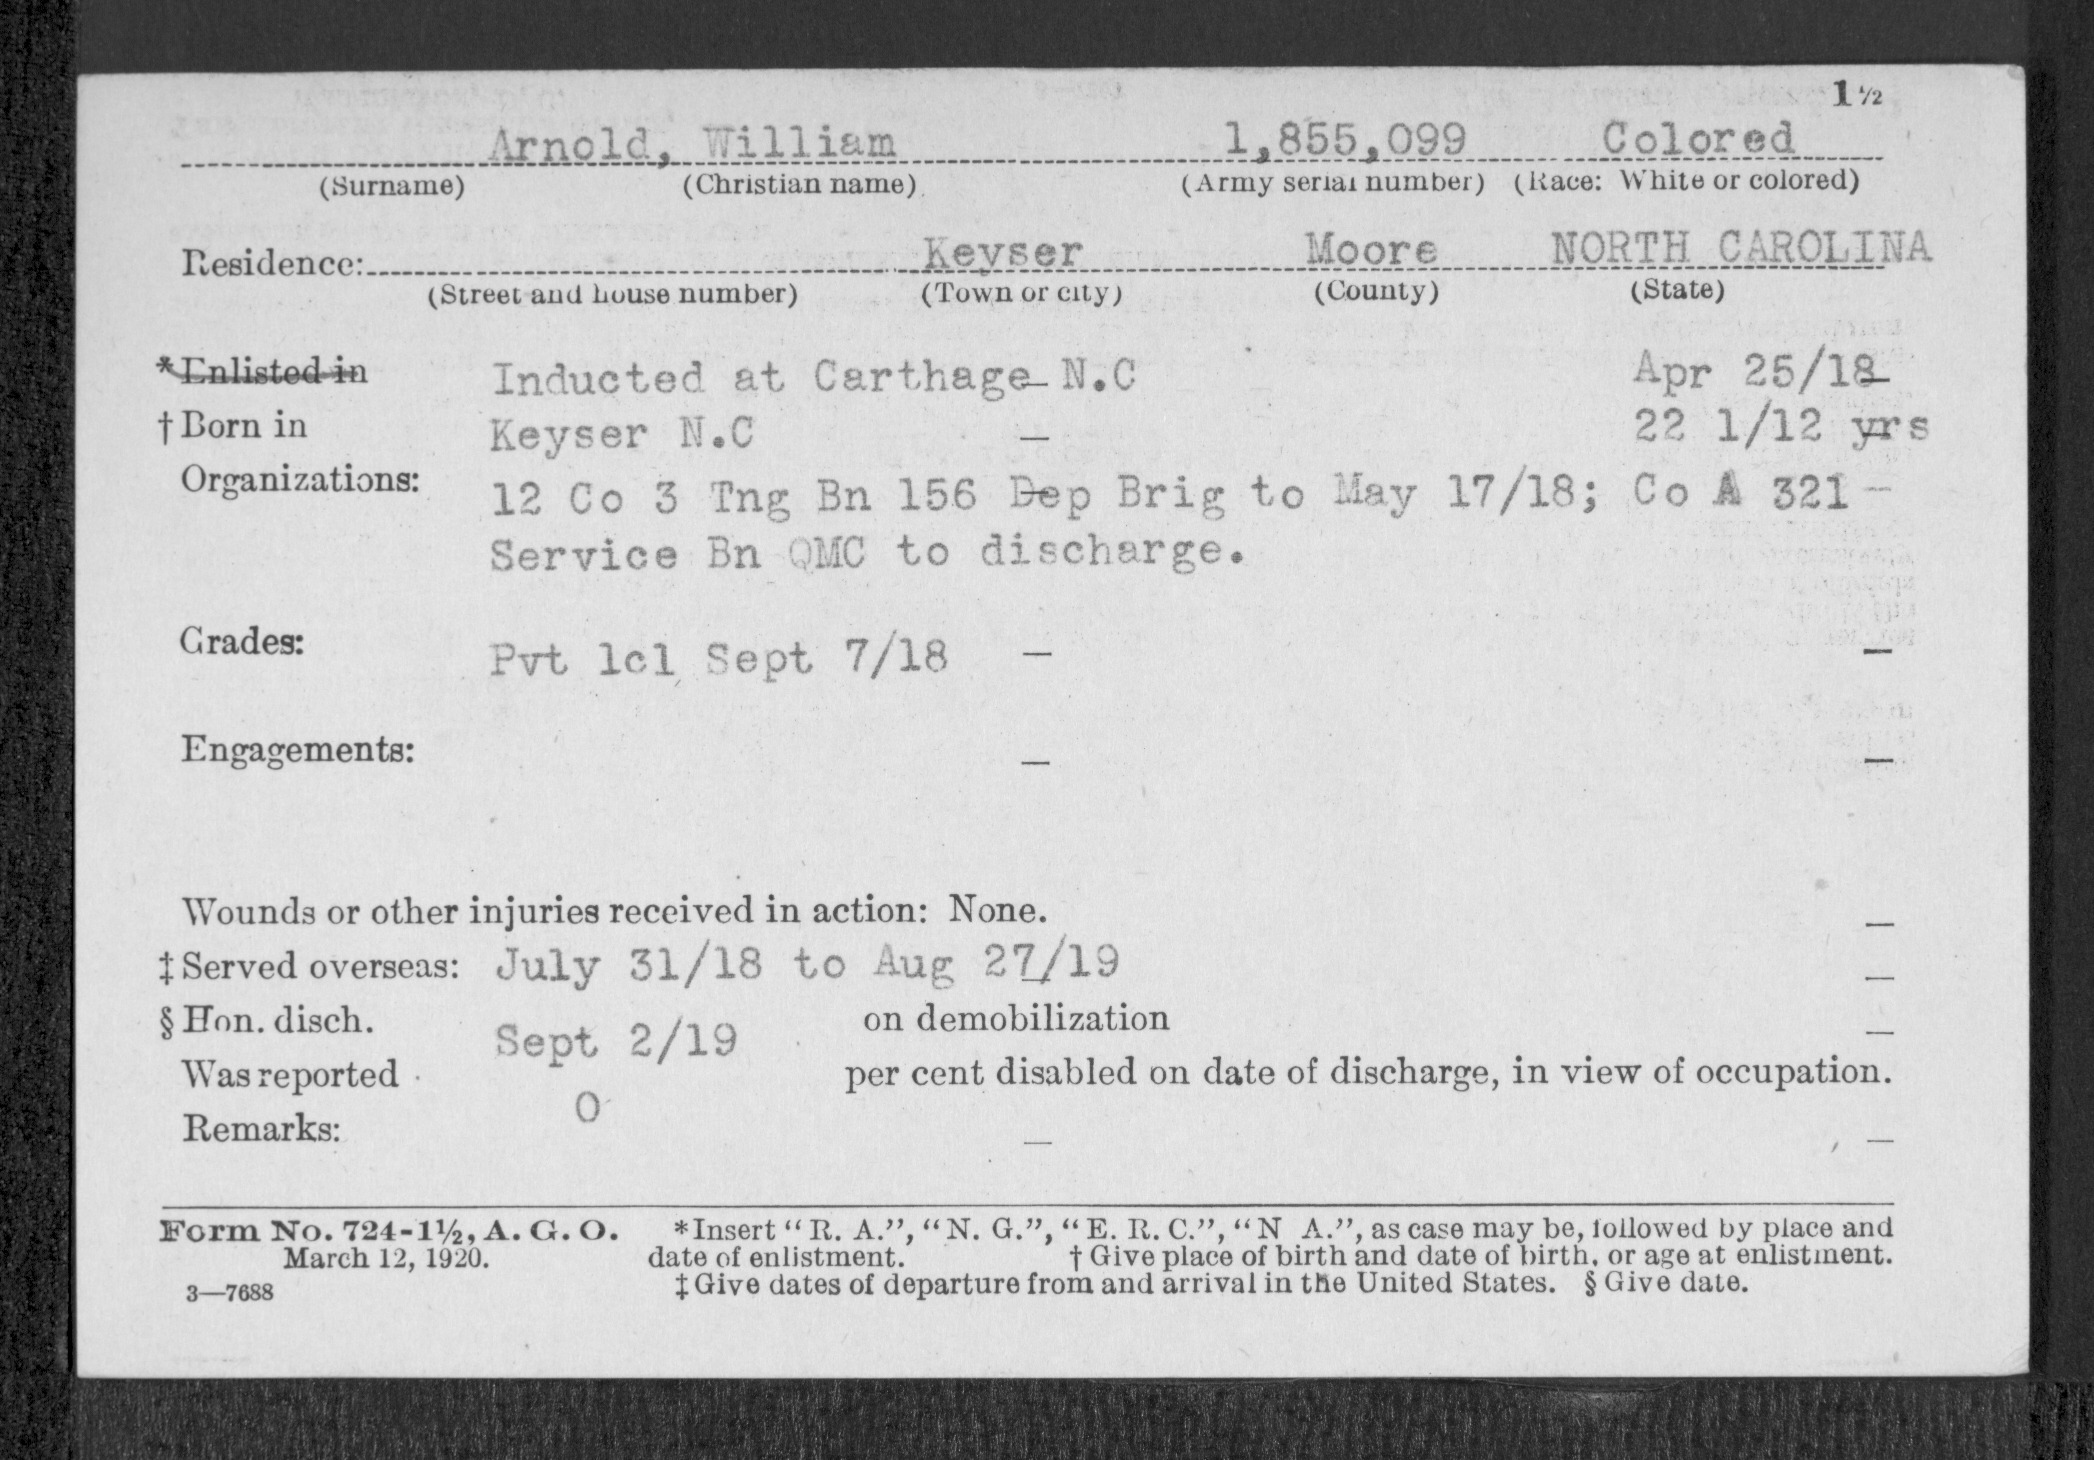 1 ½
Arnold, William 1,855,099 Colored
(Surname) (Christian name) (Army serial number) (Race: White or colored)
Residence: Keyser Moore NORTH CAROLINA
(Street and house number) (Town or city) (County) (State)
*Enlisted in Inducted at Carthage N.C Apr 25/18
†Born in Keyser N.C 22 1/12 yrs
Organizations: 12 Co 3 Tng Bn 156 Dep Brig to May 17/18; Co A 321
Service Bn QMC to discharge.
Grades: Pvt 1cl Sept 7/18
Engagements:
Wounds or other injuries received in action: None.
‡Served overseas: July 31/18 to Aug 27/19
§Hon. disch. Sept 2/19 on demobilization
Was reported 0 per cent disabled on date of discharge, in view of occupation.
Remarks:
Form No. 724-1½, A. G. O. *Insert "R. A.", "N. G.", "E. R. C.", "N A.", as case may be, followed by place and
March 12, 1920. date of enlistment. †Give place of birth and date of birth, or age at enlistment.
3—7688 ‡Give dates of departure from and arrival in the United States. §Give date.